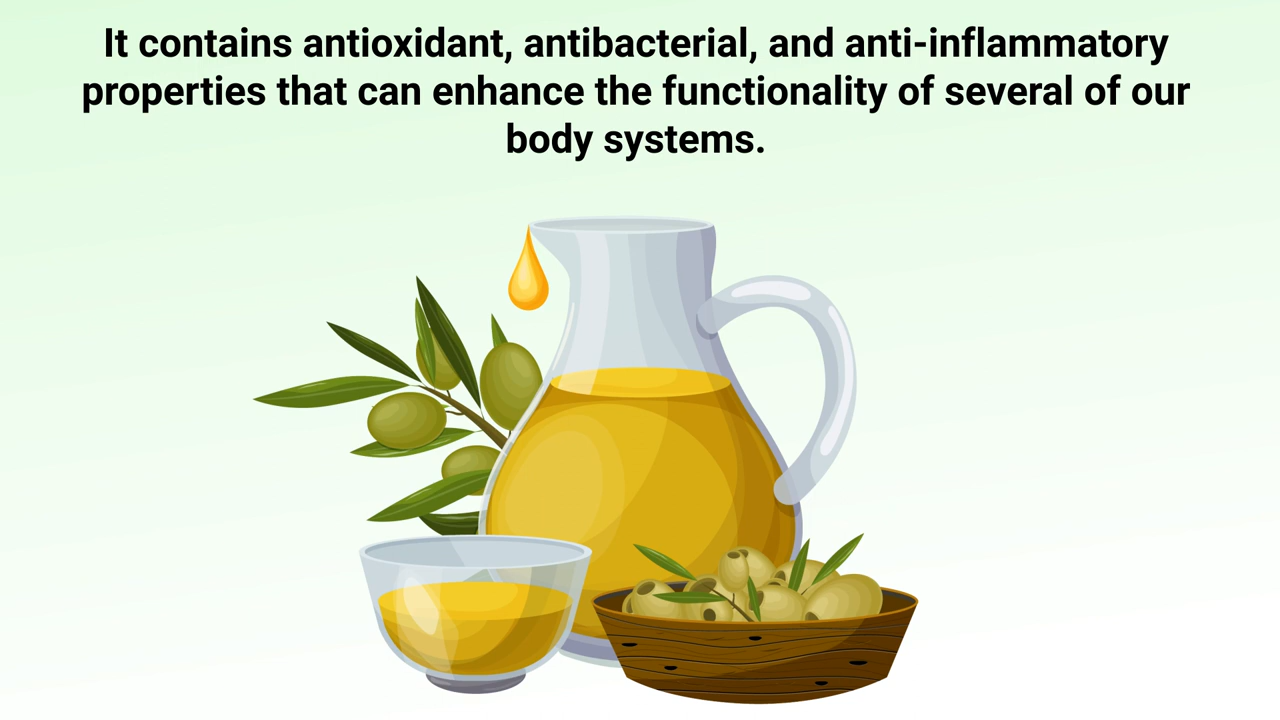 It contains antioxidant, antibacterial, and anti-inflammatory
properties that can enhance the functionality of several of our
body systems.